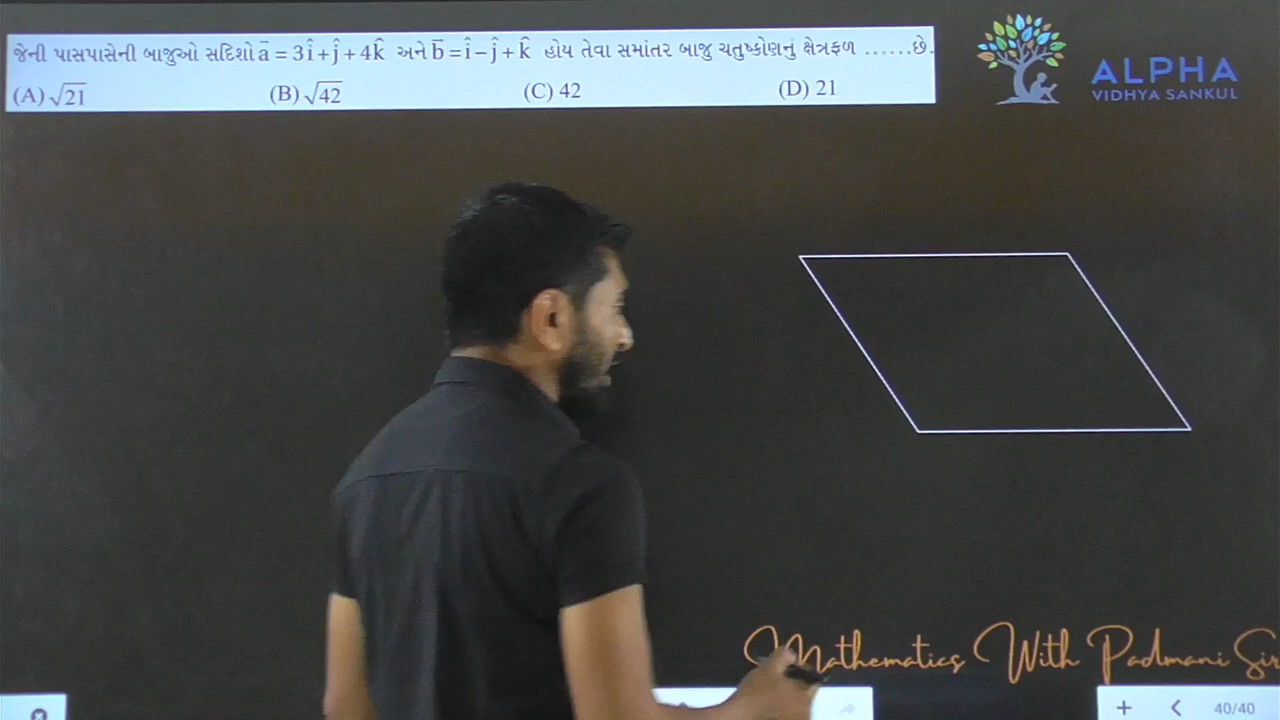 જેની પાસપાસેની બાજુઓ સદિશો a̅ = 3î + ĵ + 4k̂ અને b̅ = î − ĵ + k̂ હોય તેવા સમાંતર બાજુ ચતુષ્કોણનું ક્ષેત્રફળ ......છે.
(A) √21 (B) √42 (C) 42 (D) 21
ALPHA
VIDHYA SANKUL
Mathematics With Padmani Sir
+ < 40/40